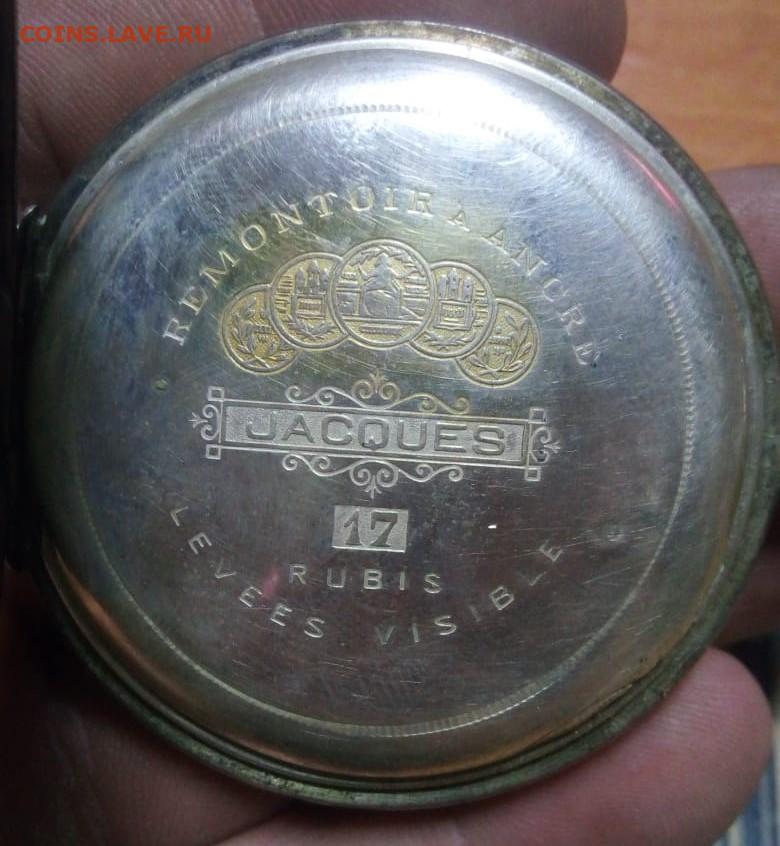 COINS.LAVE.RU
REMONTOIR A ANCRE
JACQUES
17
RUBIS
LEVEES VISIBLE